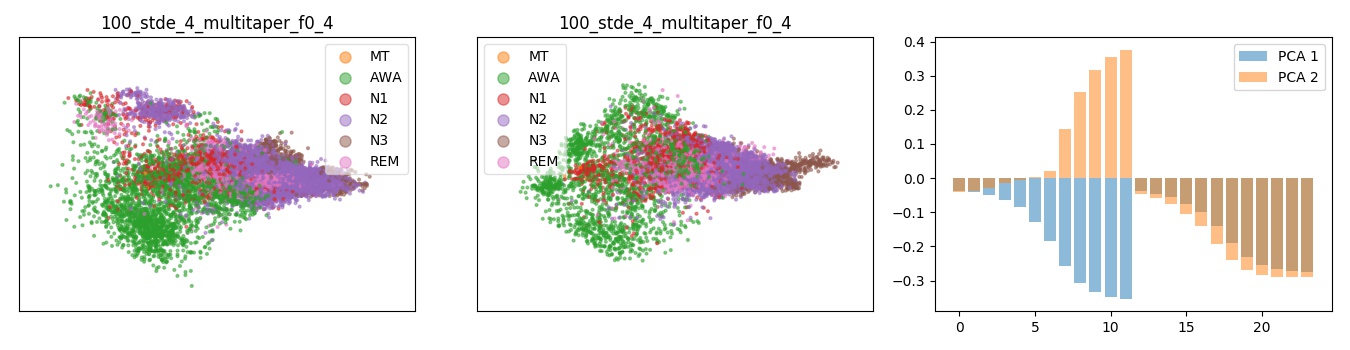 100_stde_4_multitaper_f0_4
MT
AWA
N1
N2
N3
REM
100_stde_4_multitaper_f0_4
MT
AWA
N1
N2
N3
REM
PCA 1
PCA 2
0.4
0.3
0.2
0.1
0.0
−0.1
−0.2
−0.3
0 5 10 15 20